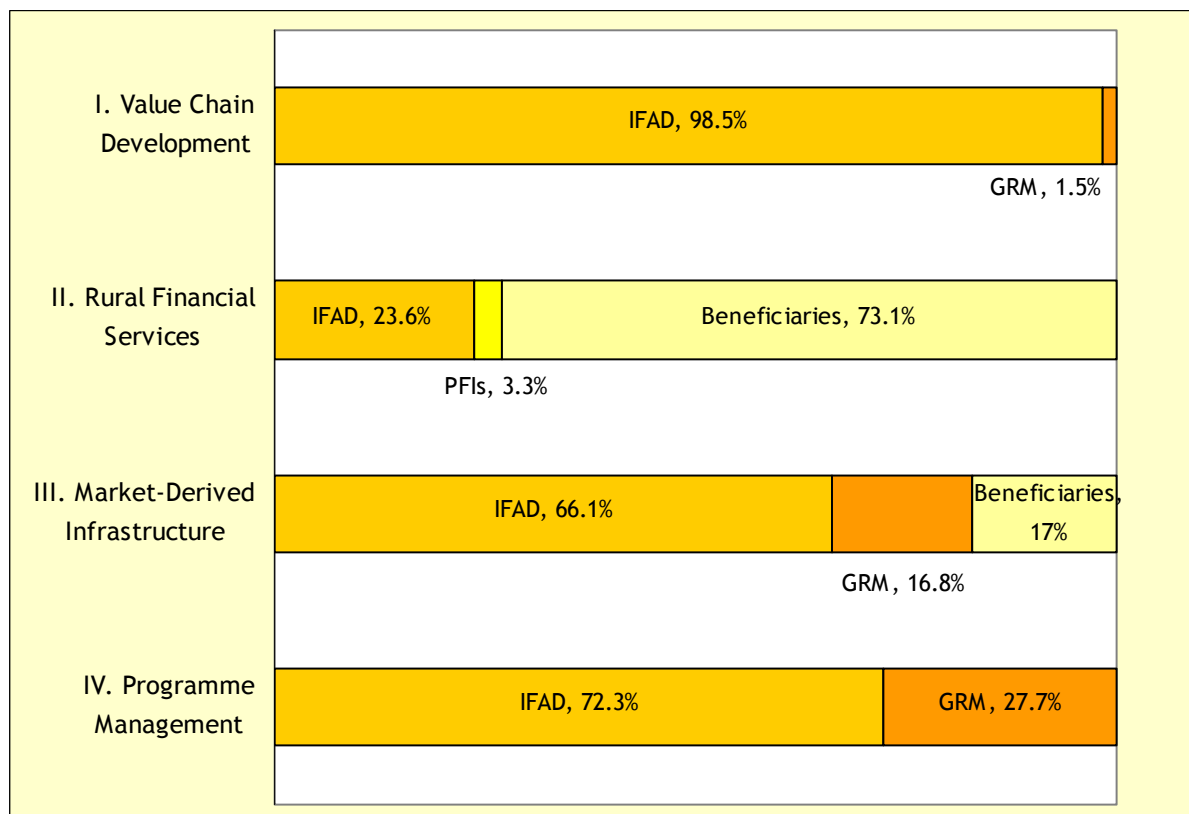 I. Value Chain
Development
IFAD, 98.5%
GRM, 1.5%
II. Rural Financial
Services
IFAD, 23.6%
Beneficiaries, 73.1%
PFIs, 3.3%
III. Market-Derived
Infrastructure
IFAD, 66.1%
Beneficiaries,
17%
GRM, 16.8%
IV. Programme
Management
IFAD, 72.3%
GRM, 27.7%